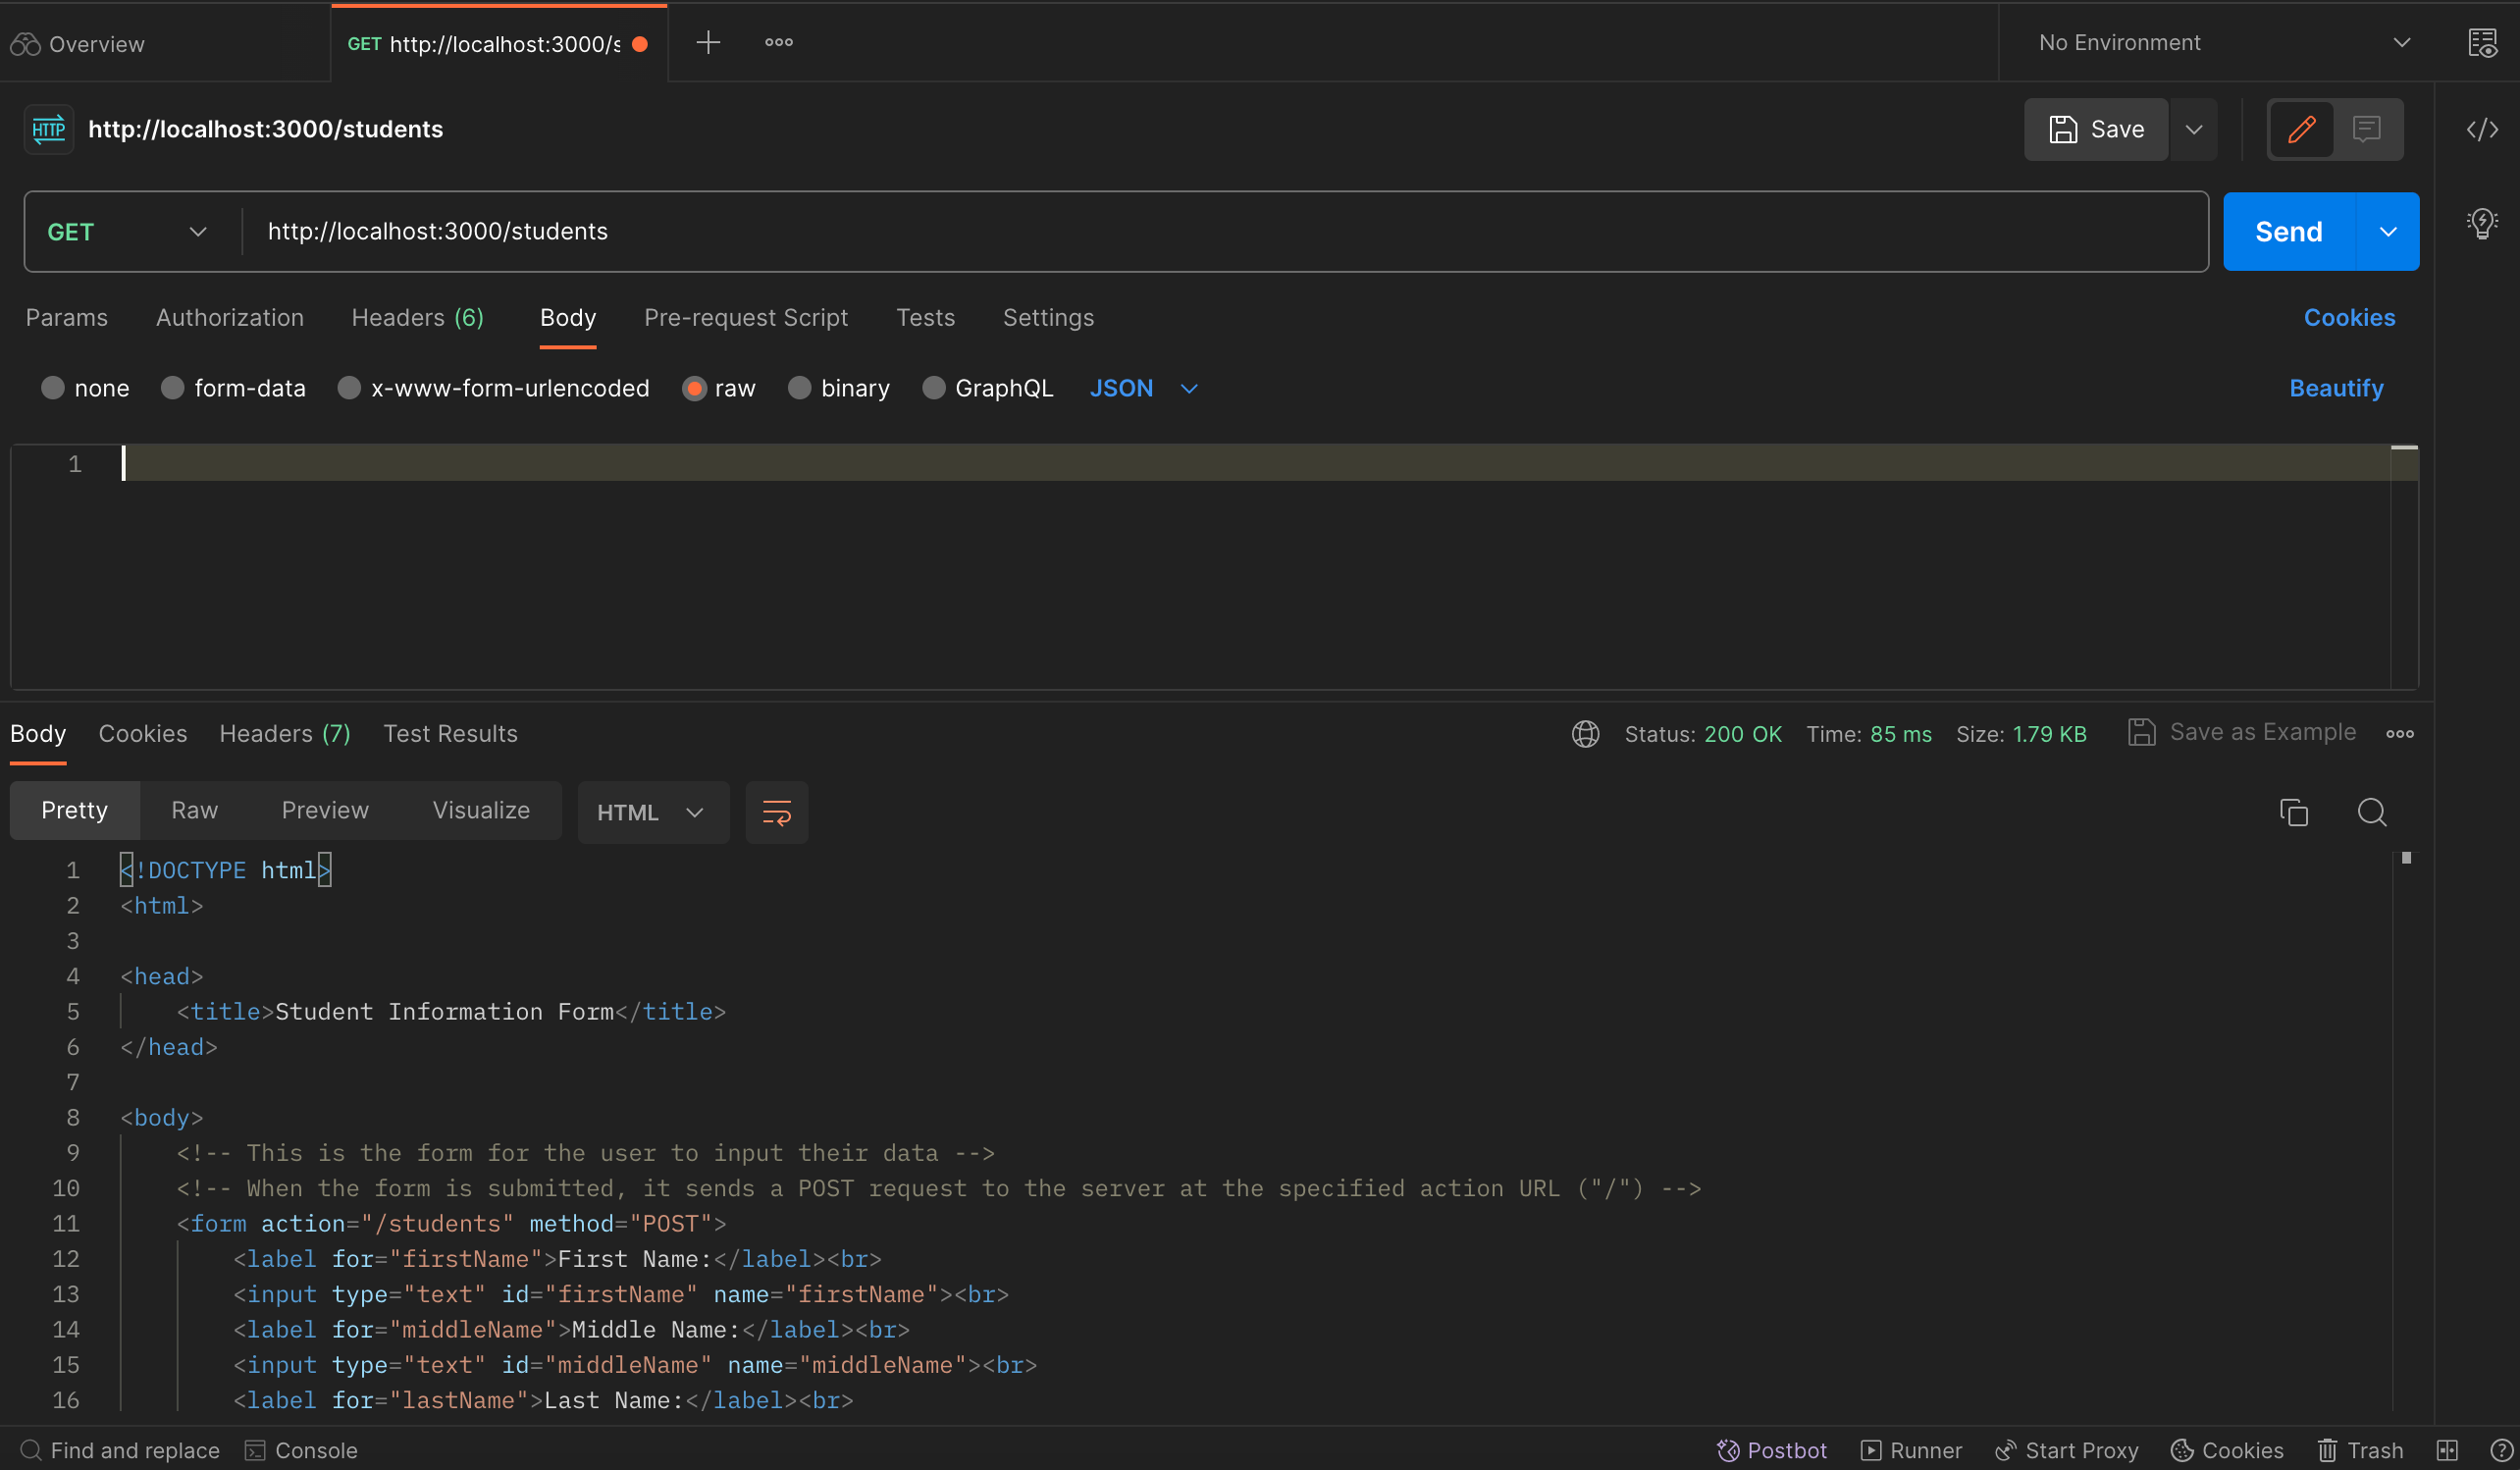 Overview
GET http://localhost:3000/s
No Environment
HTTP http://localhost:3000/students
Save
GET http://localhost:3000/students
Send
Params Authorization Headers (6) Body Pre-request Script Tests Settings Cookies
none form-data x-www-form-urlencoded raw binary GraphQL JSON Beautify
1
Body Cookies Headers (7) Test Results Status: 200 OK Time: 85 ms Size: 1.79 KB Save as Example
Pretty Raw Preview Visualize HTML
1 <!DOCTYPE html>
2 <html>
3
4 <head>
5 <title>Student Information Form</title>
6 </head>
7
8 <body>
9 <!-- This is the form for the user to input their data -->
10 <!-- When the form is submitted, it sends a POST request to the server at the specified action URL ("/") -->
11 <form action="/students" method="POST">
12 <label for="firstName">First Name:</label><br>
13 <input type="text" id="firstName" name="firstName"><br>
14 <label for="middleName">Middle Name:</label><br>
15 <input type="text" id="middleName" name="middleName"><br>
16 <label for="lastName">Last Name:</label><br>
Find and replace Console Postbot Runner Start Proxy Cookies Trash